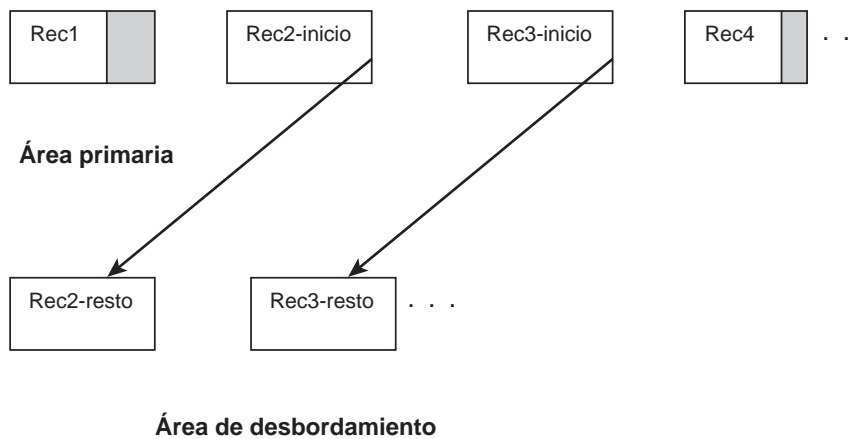 Rec1
Rec2-inicio
Rec3-inicio
Rec4
. .
Área primaria
Rec2-resto
Rec3-resto
. . .
Área de desbordamiento